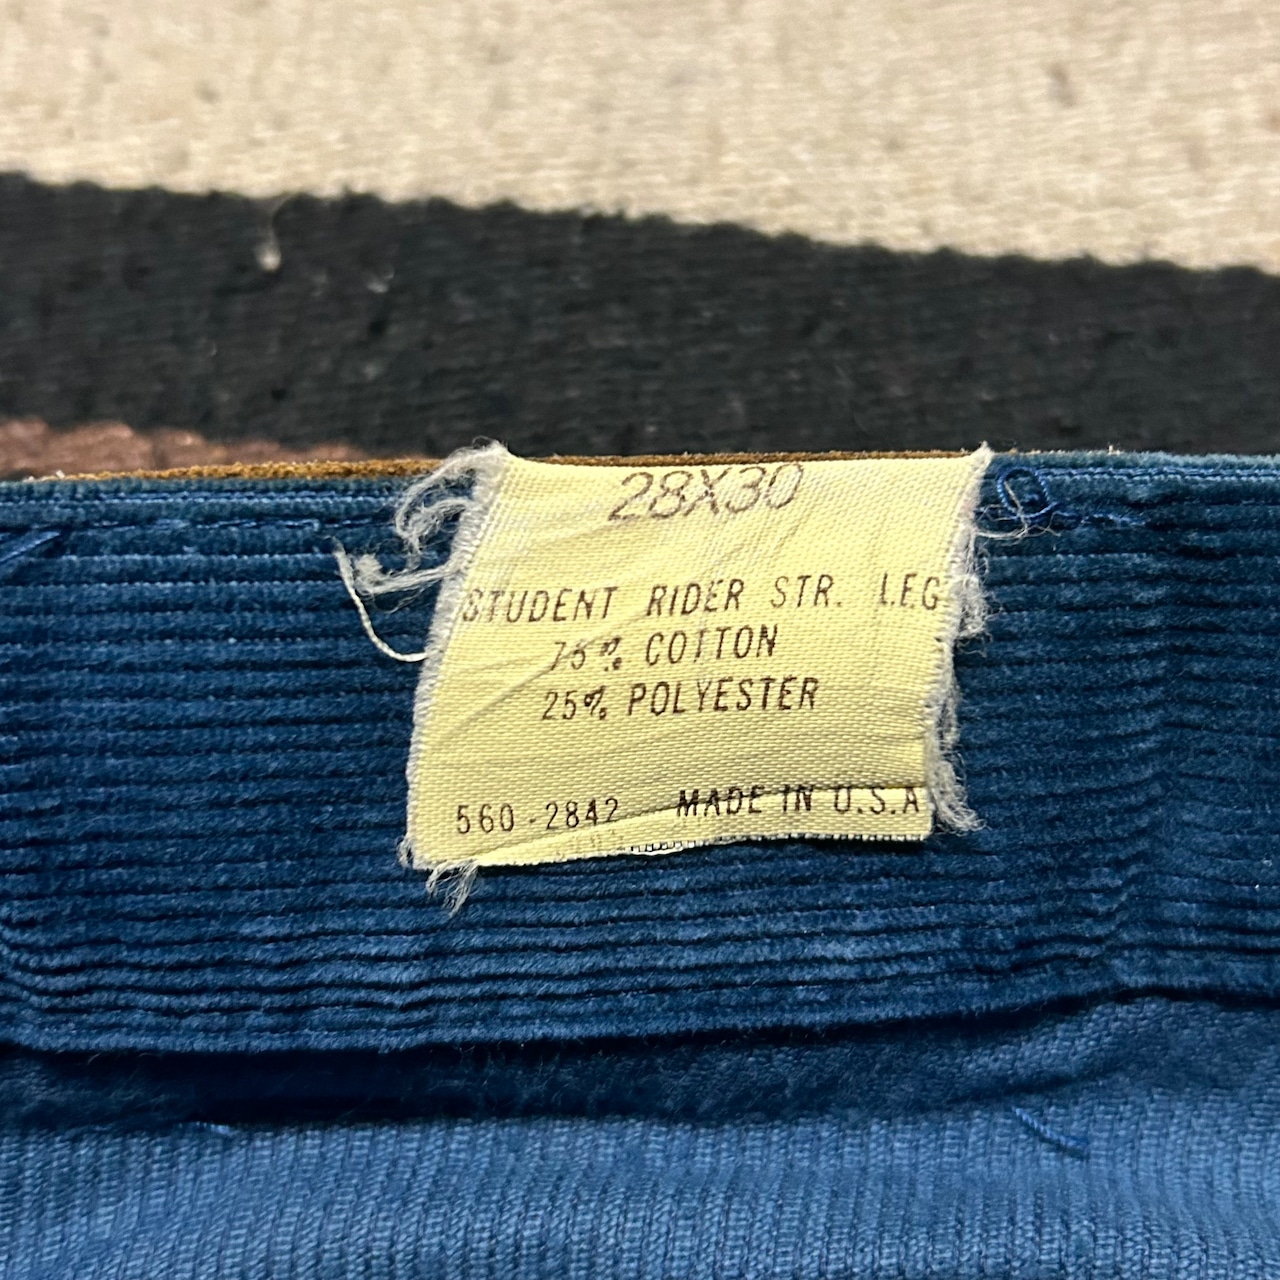 28X30
STUDENT RIDER STR. LEG
75% COTTON
25% POLYESTER
560-2842 MADE IN U.S.A